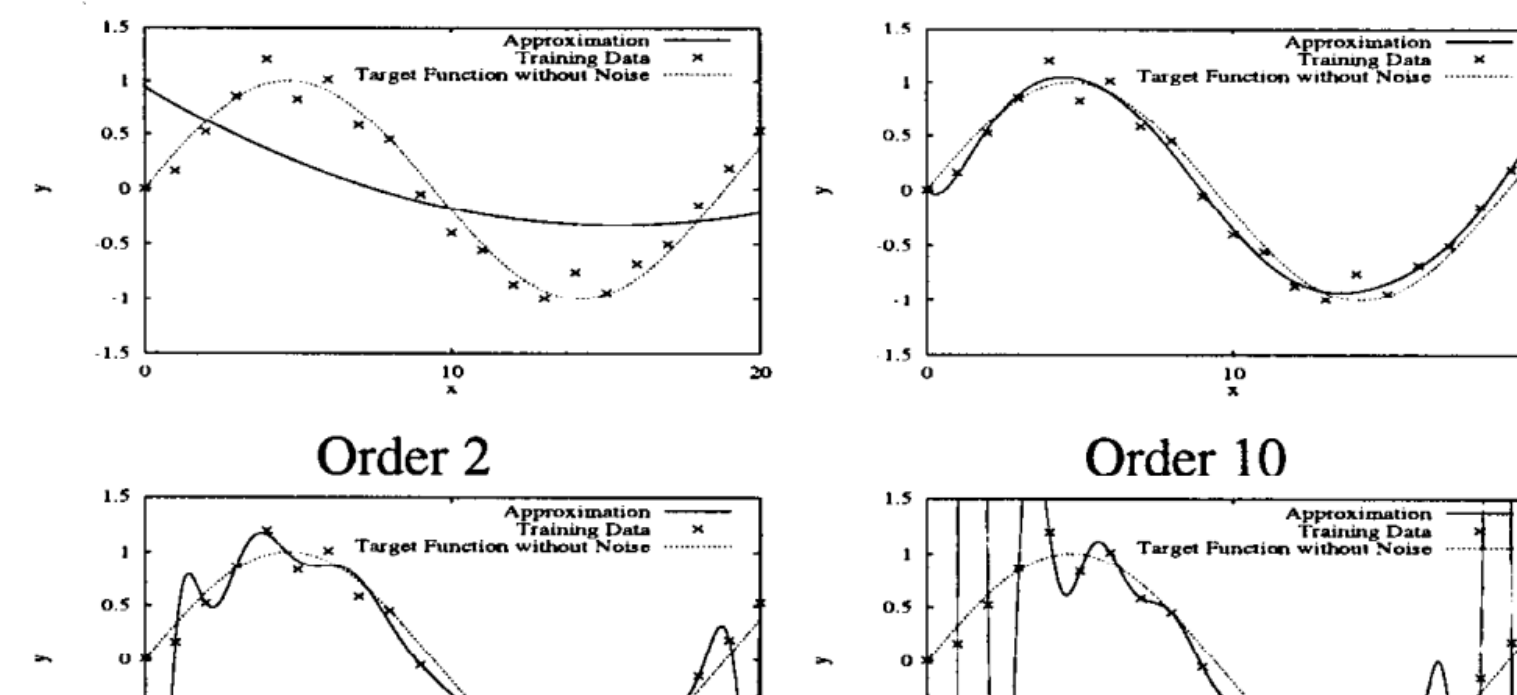 1.5
Approximation
Training Data
Target Function without Noise
1
0.5
y
0
-0.5
-1
-1.5
0
10
20
x
1.5
Approximation
Training Data
Target Function without Noise
1
0.5
y
0
-0.5
-1
1.5
0
10
x
Order 2
Order 10
1.5
Approximation
Training Data
Target Function without Noise
1
0.5
y
0
1.5
Approximation
Training Data
Target Function without Noise
1
0.5
y
0